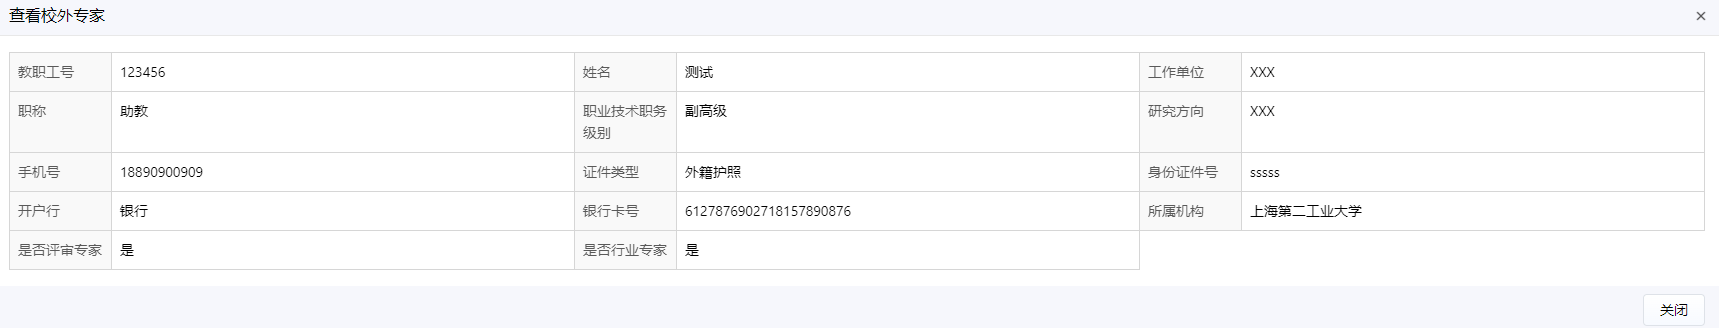 查看校外专家
教职工号 123456 姓名 测试 工作单位 XXX
职称 助教 职业技术职务 副高级 研究方向 XXX
级别
手机号 18890900909 证件类型 外籍护照 身份证件号 sssss
开户行 银行 银行卡号 6127876902718157890876 所属机构 上海第二工业大学
是否评审专家 是 是否行业专家 是
关闭